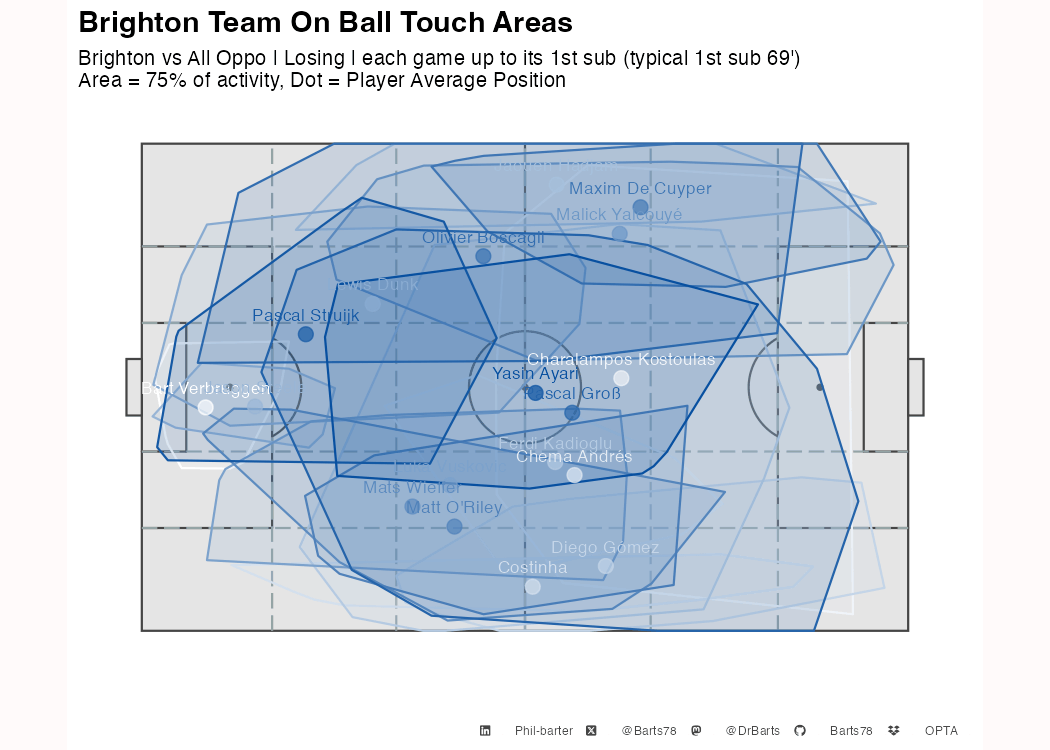 Brighton Team On Ball Touch Areas
Brighton vs All Oppo | Losing | each game up to its 1st sub (typical 1st sub 69')
Area = 75% of activity, Dot = Player Average Position
Maxim De Cuyper
Malick Yalcouyé
Olivier Boscagli
Lewis Dunk
Pascal Struijk
Charalampos Kostoulas
Yasin Ayari
Bart Verbruggen
Pascal Groß
Ferdi Kadioglu
Chema Andrés
Mats Wieffer
Matt O'Riley
Diego Gómez
Costinha
Phil-barter @Barts78 @DrBarts Barts78 OPTA